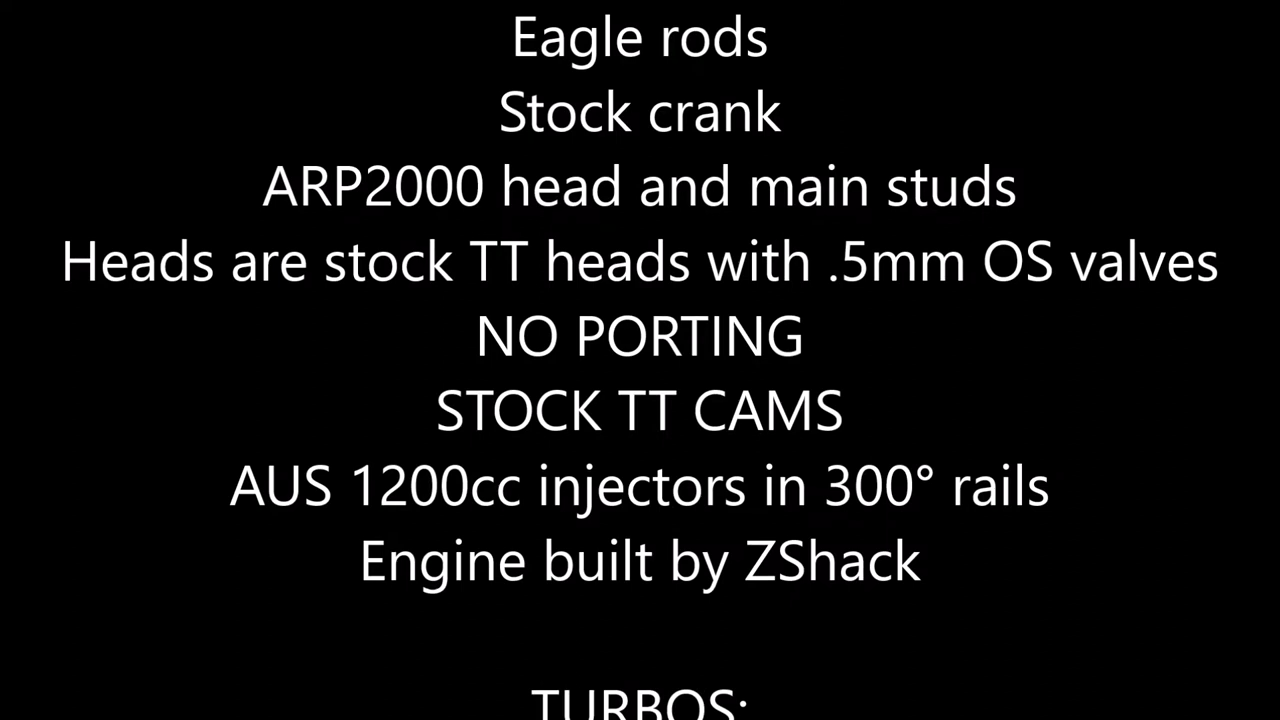 Eagle rods
Stock crank
ARP2000 head and main studs
Heads are stock TT heads with .5mm OS valves
NO PORTING
STOCK TT CAMS
AUS 1200cc injectors in 300° rails
Engine built by ZShack
TURBOS: